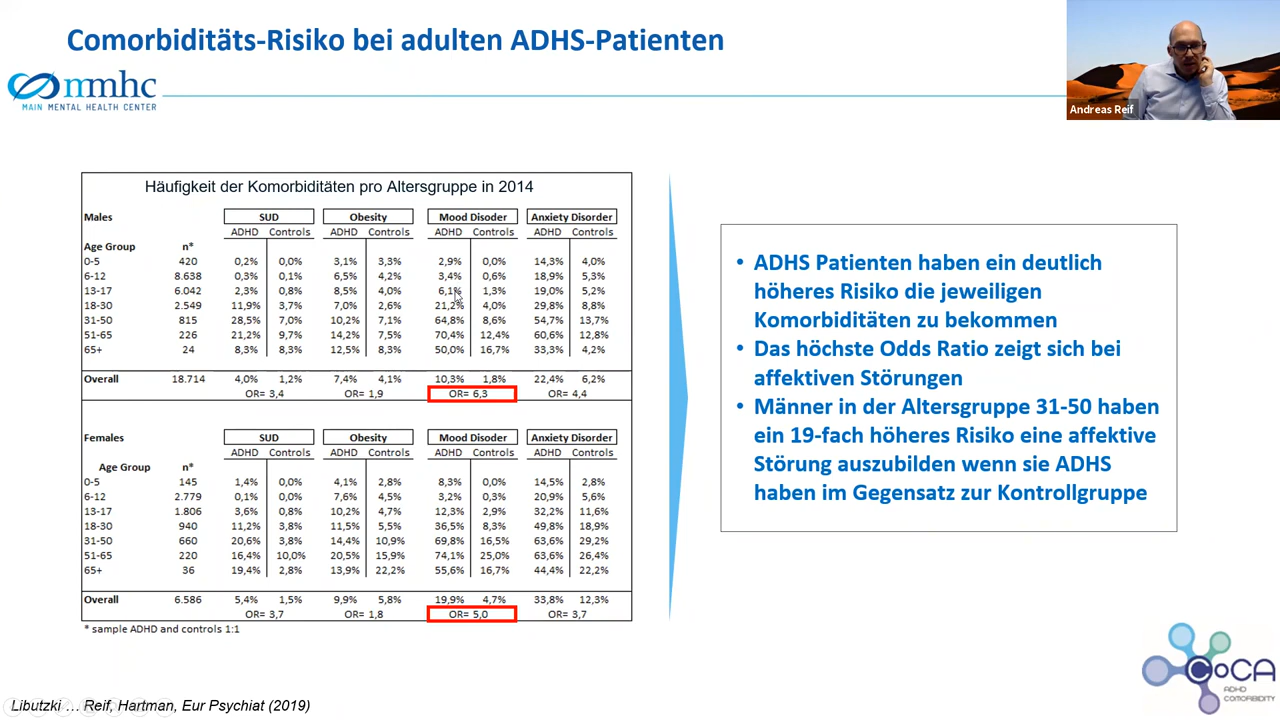 Comorbiditäts-Risiko bei adulten ADHS-Patienten
mmhc
MAIN MENTAL HEALTH CENTER
Andreas Reif
Häufigkeit der Komorbiditäten pro Altersgruppe in 2014
Males SUD Obesity Mood Disoder Anxiety Disorder
ADHD Controls ADHD Controls ADHD Controls ADHD Controls
Age Group n*
0-5 420 0,2% 0,0% 3,1% 3,3% 2,9% 0,0% 14,3% 4,0%
6-12 8.638 0,3% 0,1% 6,5% 4,2% 3,4% 0,6% 18,9% 5,3%
13-17 6.042 2,3% 0,8% 8,5% 4,0% 6,1% 1,3% 19,0% 5,2%
18-30 2.549 11,9% 3,7% 7,0% 2,6% 21,2% 4,0% 29,8% 8,8%
31-50 815 28,5% 7,0% 10,2% 7,1% 64,8% 8,6% 54,7% 13,7%
51-65 226 21,2% 9,7% 14,2% 7,5% 70,4% 12,4% 60,6% 12,8%
65+ 24 8,3% 8,3% 12,5% 8,3% 50,0% 16,7% 33,3% 4,2%
Overall 18.714 4,0% 1,2% 7,4% 4,1% 10,3% 1,8% 22,4% 6,2%
OR= 3,4 OR= 1,9 OR= 6,3 OR= 4,4
Females SUD Obesity Mood Disoder Anxiety Disorder
ADHD Controls ADHD Controls ADHD Controls ADHD Controls
Age Group n*
0-5 145 1,4% 0,0% 4,1% 2,8% 8,3% 0,0% 14,5% 2,8%
6-12 2.779 0,1% 0,0% 7,6% 4,5% 3,2% 0,3% 20,9% 5,6%
13-17 1.806 3,6% 0,8% 10,2% 4,7% 12,3% 2,9% 32,2% 11,6%
18-30 940 11,2% 3,8% 11,5% 5,5% 36,5% 8,3% 49,8% 18,9%
31-50 660 20,6% 3,8% 14,4% 10,9% 69,8% 16,5% 63,6% 29,2%
51-65 220 16,4% 10,0% 20,5% 15,9% 74,1% 25,0% 63,6% 26,4%
65+ 36 19,4% 2,8% 13,9% 22,2% 55,6% 16,7% 44,4% 22,2%
Overall 6.586 5,4% 1,5% 9,9% 5,8% 19,9% 4,7% 33,8% 12,3%
OR= 3,7 OR= 1,8 OR= 5,0 OR= 3,7
* sample ADHD and controls 1:1
• ADHS Patienten haben ein deutlich
höheres Risiko die jeweiligen
Komorbiditäten zu bekommen
• Das höchste Odds Ratio zeigt sich bei
affektiven Störungen
• Männer in der Altersgruppe 31-50 haben
ein 19-fach höheres Risiko eine affektive
Störung auszubilden wenn sie ADHS
haben im Gegensatz zur Kontrollgruppe
CoCA
ADHD
COMORBIDITY
Libutzki … Reif, Hartman, Eur Psychiat (2019)